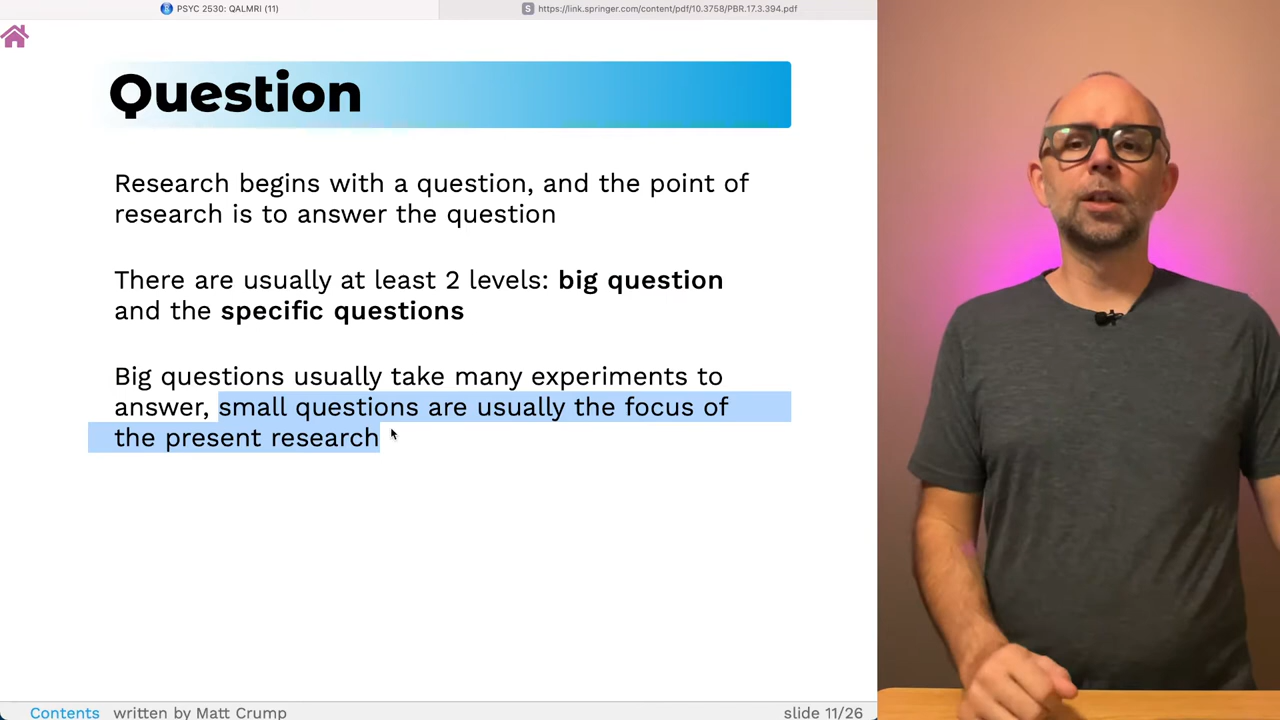 PSYC 2530: QALMRI (11)
S https://link.springer.com/content/pdf/10.3758/PBR.17.3.394.pdf
Question
Research begins with a question, and the point of
research is to answer the question
There are usually at least 2 levels: big question
and the specific questions
Big questions usually take many experiments to
answer, small questions are usually the focus of
the present research
Contents written by Matt Crump
slide 11/26